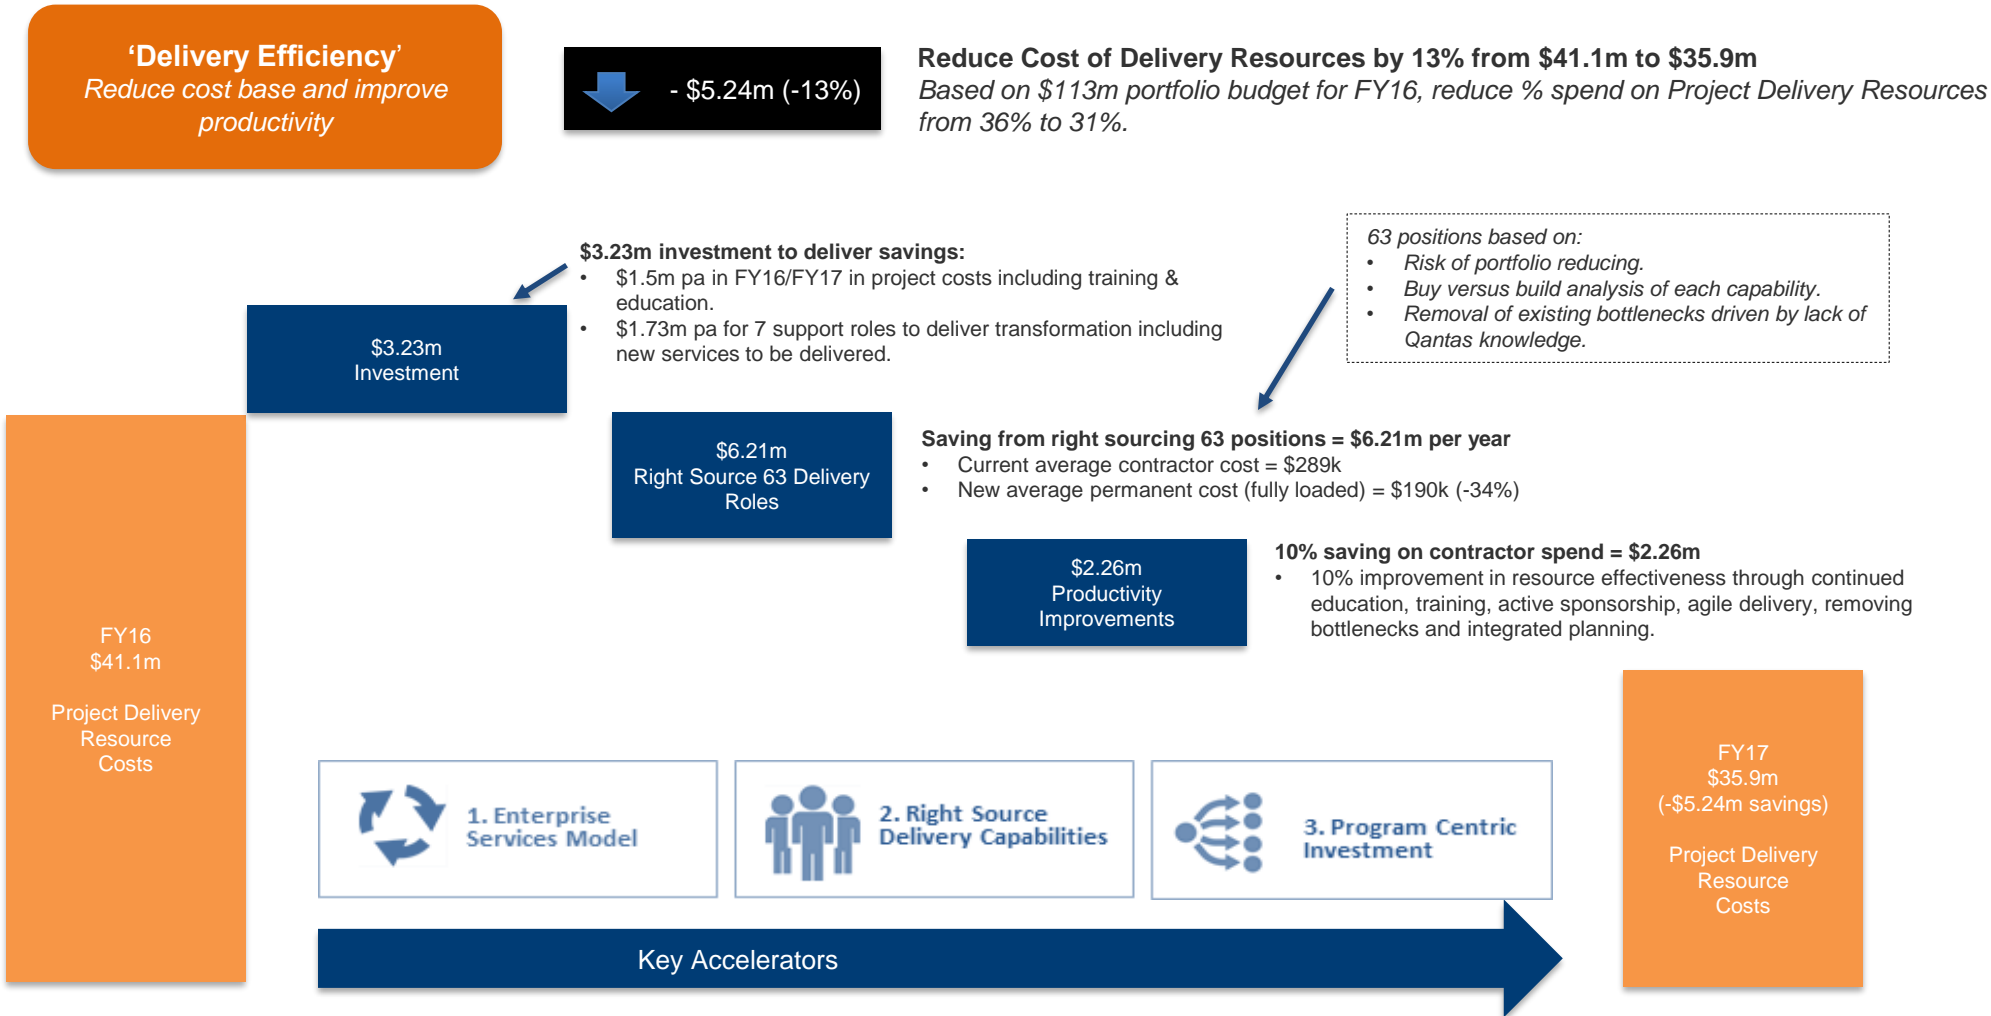 ‘Delivery Efficiency’
Reduce cost base and improve
productivity
- $5.24m (-13%)
Reduce Cost of Delivery Resources by 13% from $41.1m to $35.9m
Based on $113m portfolio budget for FY16, reduce % spend on Project Delivery Resources
from 36% to 31%.
$3.23m investment to deliver savings:
• $1.5m pa in FY16/FY17 in project costs including training &
education.
• $1.73m pa for 7 support roles to deliver transformation including
new services to be delivered.
63 positions based on:
• Risk of portfolio reducing.
• Buy versus build analysis of each capability.
• Removal of existing bottlenecks driven by lack of
Qantas knowledge.
$3.23m
Investment
$6.21m
Right Source 63 Delivery
Roles
Saving from right sourcing 63 positions = $6.21m per year
• Current average contractor cost = $289k
• New average permanent cost (fully loaded) = $190k (-34%)
$2.26m
Productivity
Improvements
10% saving on contractor spend = $2.26m
• 10% improvement in resource effectiveness through continued
education, training, active sponsorship, agile delivery, removing
bottlenecks and integrated planning.
FY16
$41.1m
Project Delivery
Resource
Costs
1. Enterprise
Services Model
2. Right Source
Delivery Capabilities
3. Program Centric
Investment
FY17
$35.9m
(-$5.24m savings)
Project Delivery
Resource
Costs
Key Accelerators